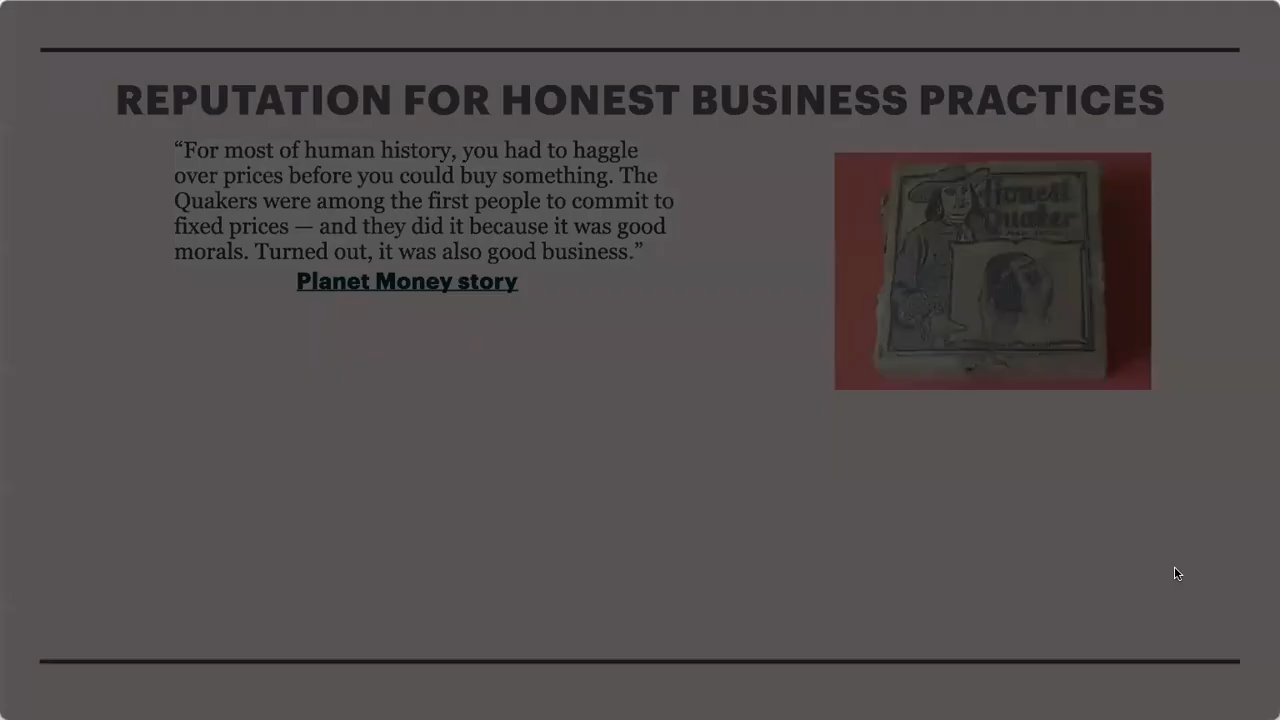 REPUTATION FOR HONEST BUSINESS PRACTICES
“For most of human history, you had to haggle
over prices before you could buy something. The
Quakers were among the first people to commit to
fixed prices — and they did it because it was good
morals. Turned out, it was also good business.”
Planet Money story
Honest
Quaker